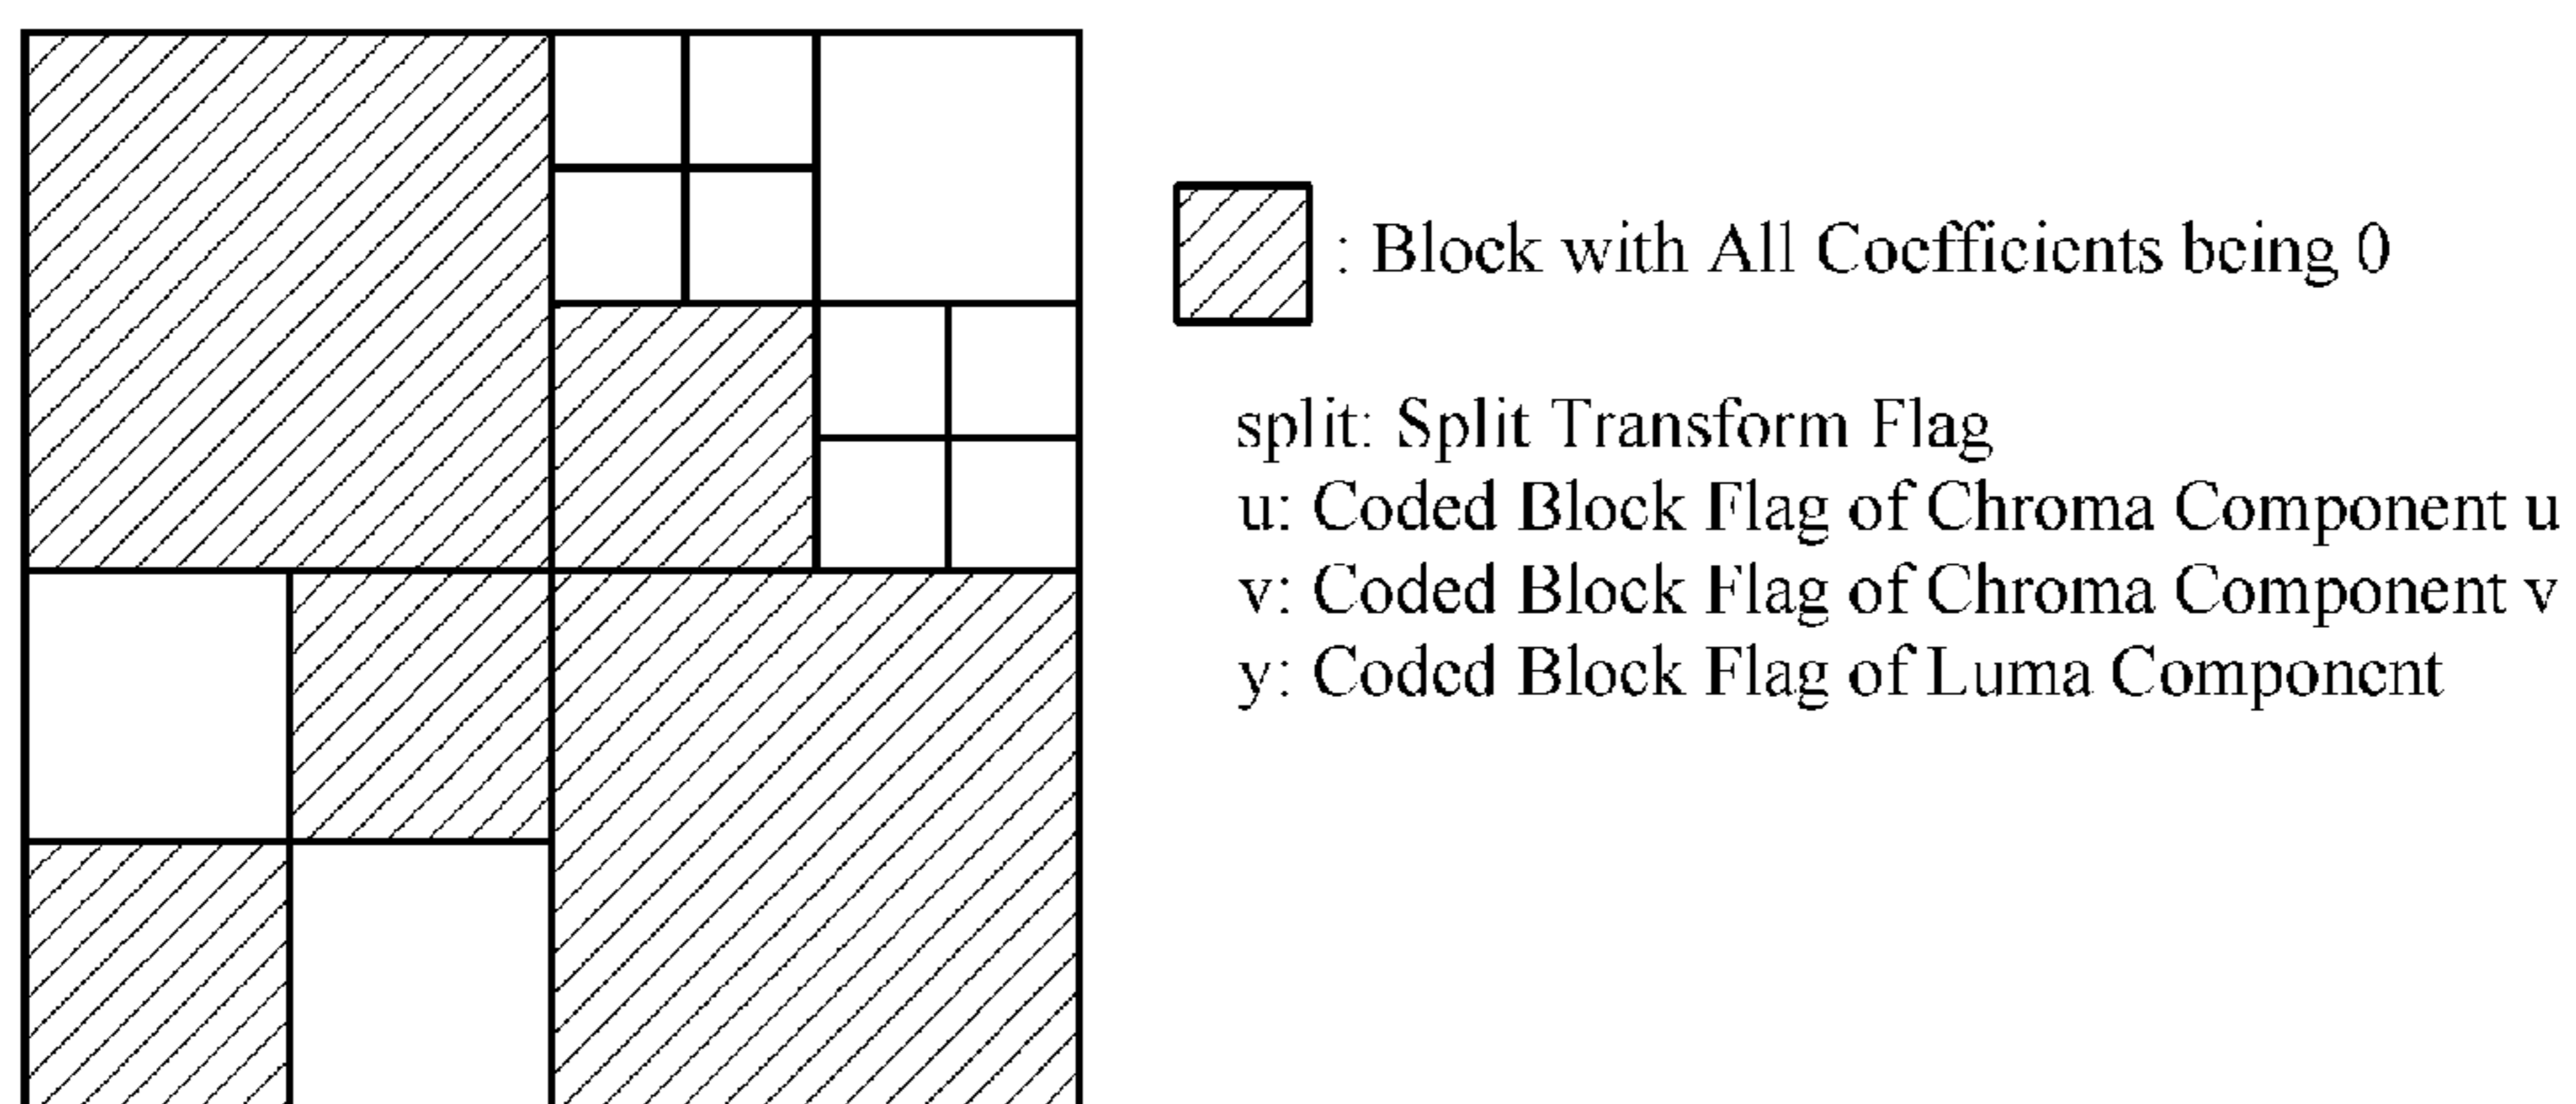 : Block with All Coefficients being 0
split: Split Transform Flag
u: Coded Block Flag of Chroma Component u
v: Coded Block Flag of Chroma Component v
y: Coded Block Flag of Luma Component